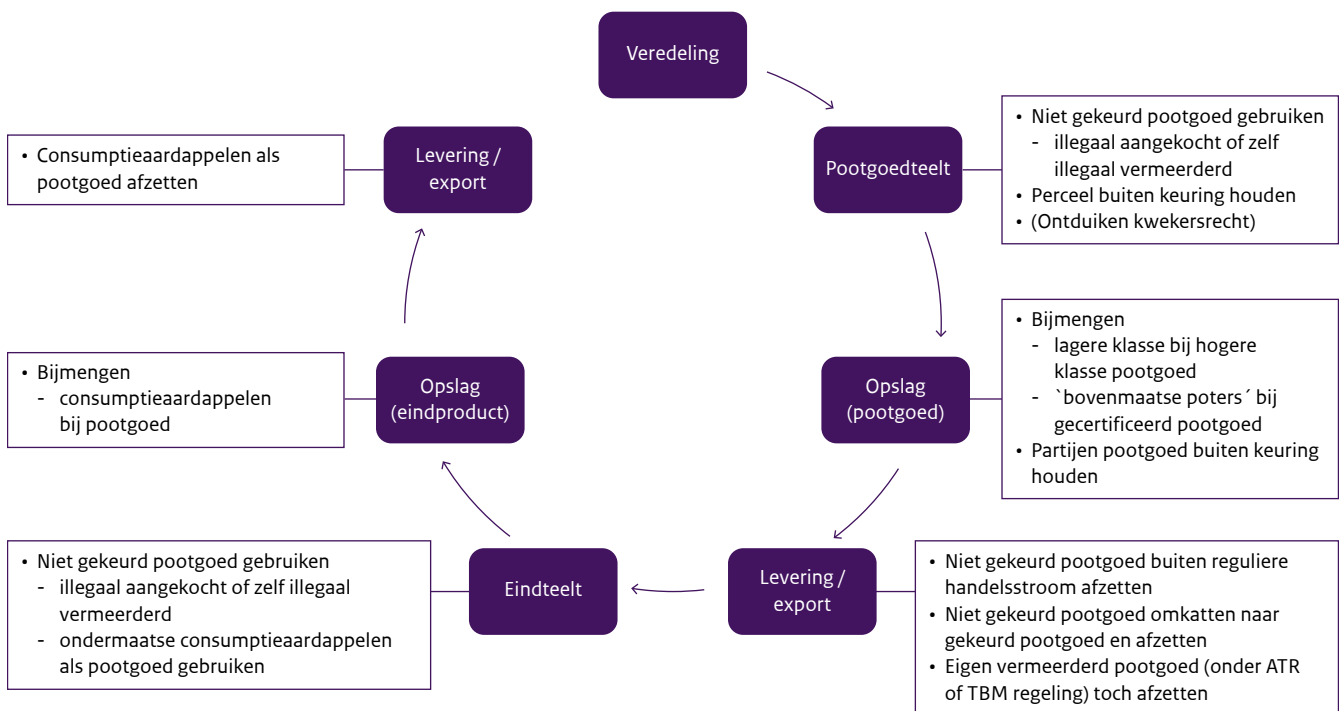 Veredeling
Pootgoedteelt
• Niet gekeurd pootgoed gebruiken
- illegaal aangekocht of zelf
illegaal vermeerderd
• Perceel buiten keuring houden
• (Ontduiken kwekersrecht)
Opslag
(pootgoed)
• Bijmengen
- lagere klasse bij hogere
klasse pootgoed
- `bovenmaatse poters´ bij
gecertificeerd pootgoed
• Partijen pootgoed buiten keuring
houden
Levering /
export
• Niet gekeurd pootgoed buiten reguliere
handelsstroom afzetten
• Niet gekeurd pootgoed omkatten naar
gekeurd pootgoed en afzetten
• Eigen vermeerderd pootgoed (onder ATR
of TBM regeling) toch afzetten
Eindteelt
• Niet gekeurd pootgoed gebruiken
- illegaal aangekocht of zelf illegaal
vermeerderd
- ondermaatse consumptieaardappelen
als pootgoed gebruiken
Opslag
(eindproduct)
• Bijmengen
- consumptieaardappelen
bij pootgoed
Levering /
export
• Consumptieaardappelen als
pootgoed afzetten